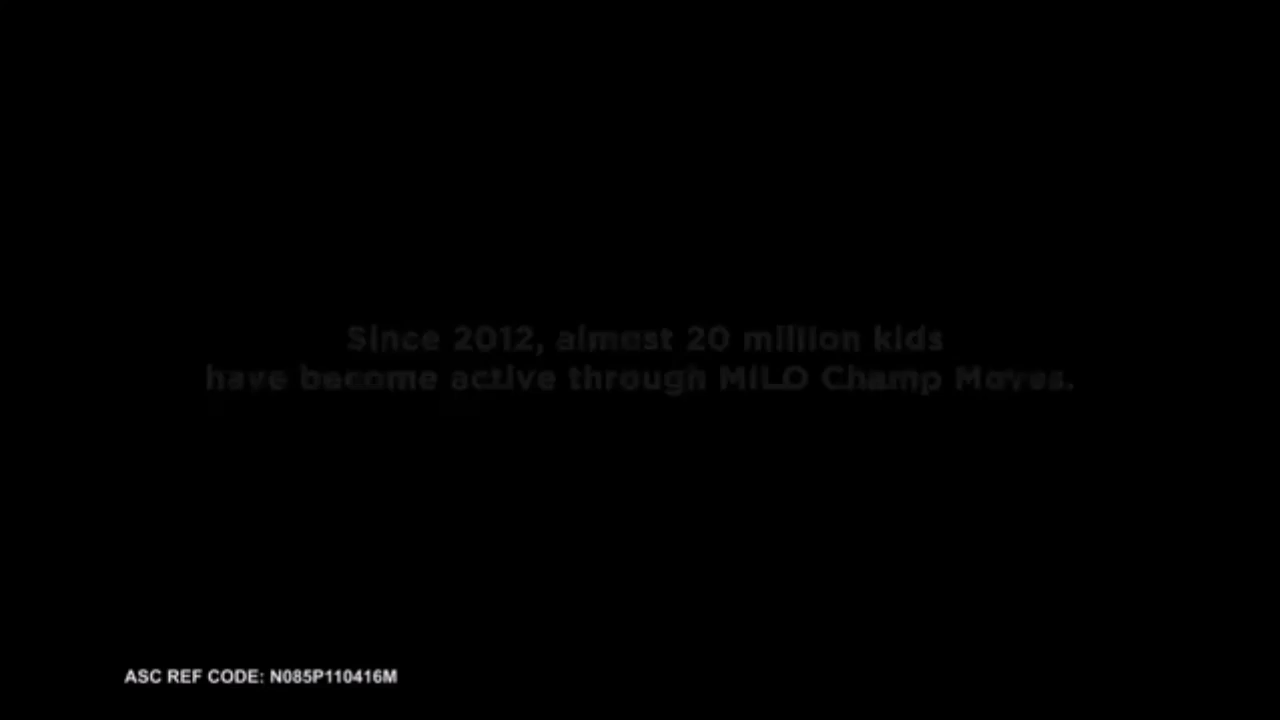 Since 2012, almost 20 million kids
have become active through MILO Champ Moves.
ASC REF CODE: N085P110416M